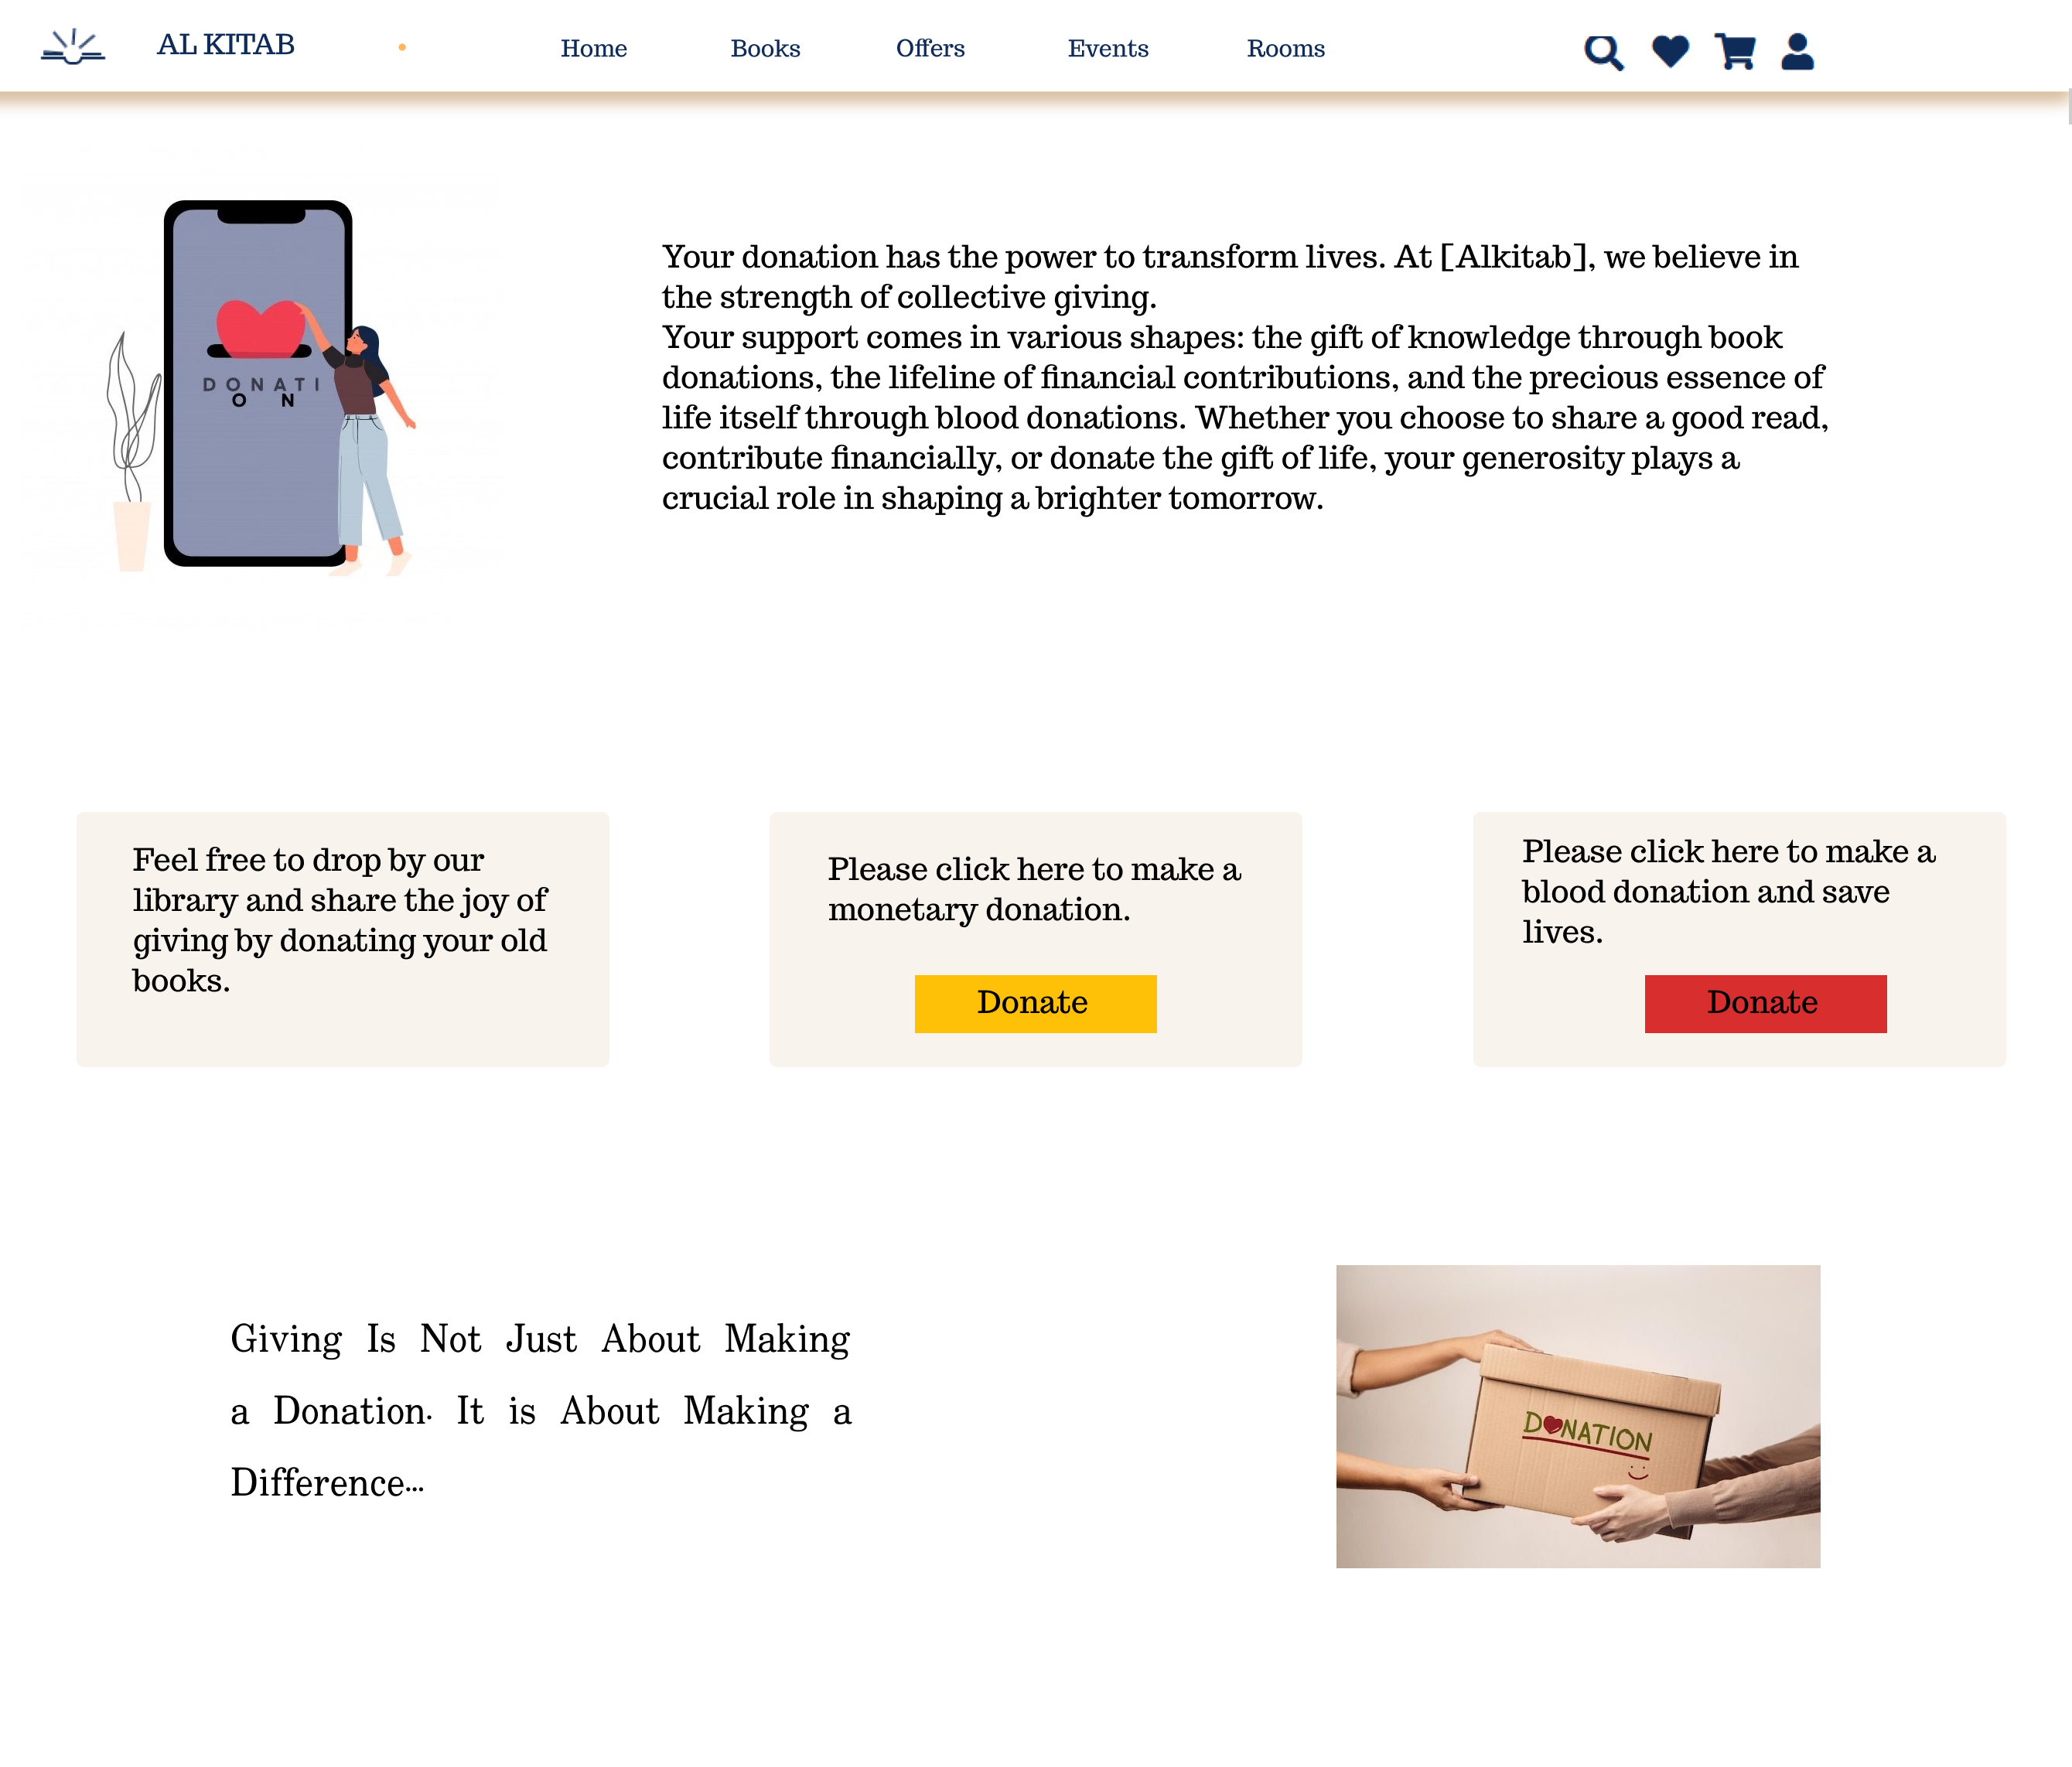 AL KITAB
Home Books Offers Events Rooms
DONATI
O N
Your donation has the power to transform lives. At [Alkitab], we believe in
the strength of collective giving.
Your support comes in various shapes: the gift of knowledge through book
donations, the lifeline of financial contributions, and the precious essence of
life itself through blood donations. Whether you choose to share a good read,
contribute financially, or donate the gift of life, your generosity plays a
crucial role in shaping a brighter tomorrow.
Feel free to drop by our
library and share the joy of
giving by donating your old
books.
Please click here to make a
monetary donation.
Donate
Please click here to make a
blood donation and save
lives.
Donate
Giving Is Not Just About Making
a Donation. It is About Making a
Difference...
DONATION